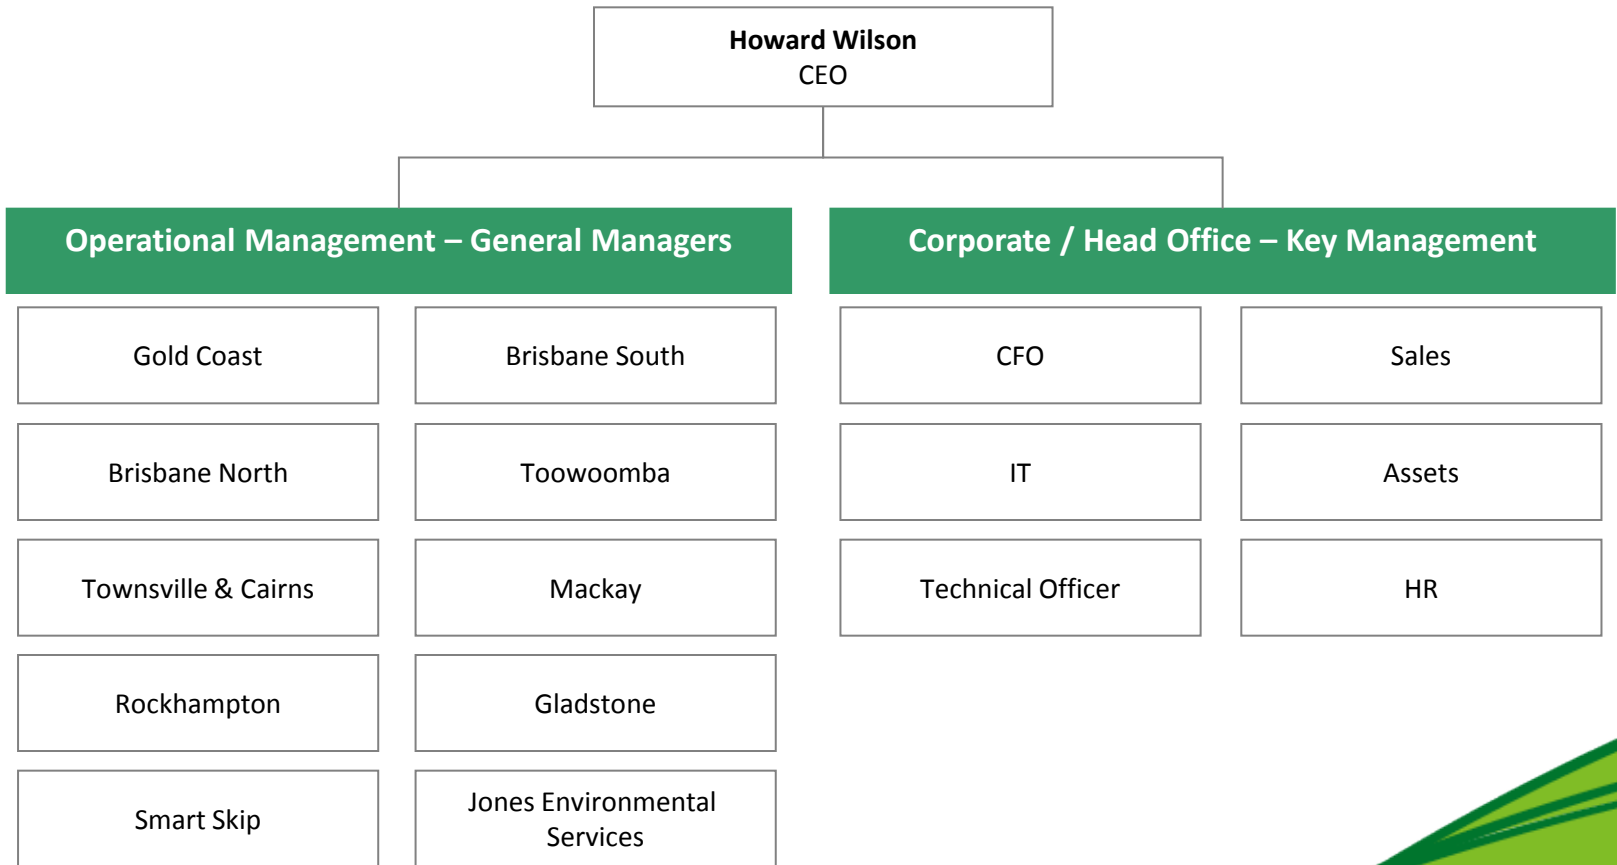 Howard Wilson
CEO
Operational Management – General Managers
Corporate / Head Office – Key Management
Gold Coast
Brisbane South
CFO
Sales
Brisbane North
Toowoomba
IT
Assets
Townsville & Cairns
Mackay
Technical Officer
HR
Rockhampton
Gladstone
Smart Skip
Jones Environmental
Services